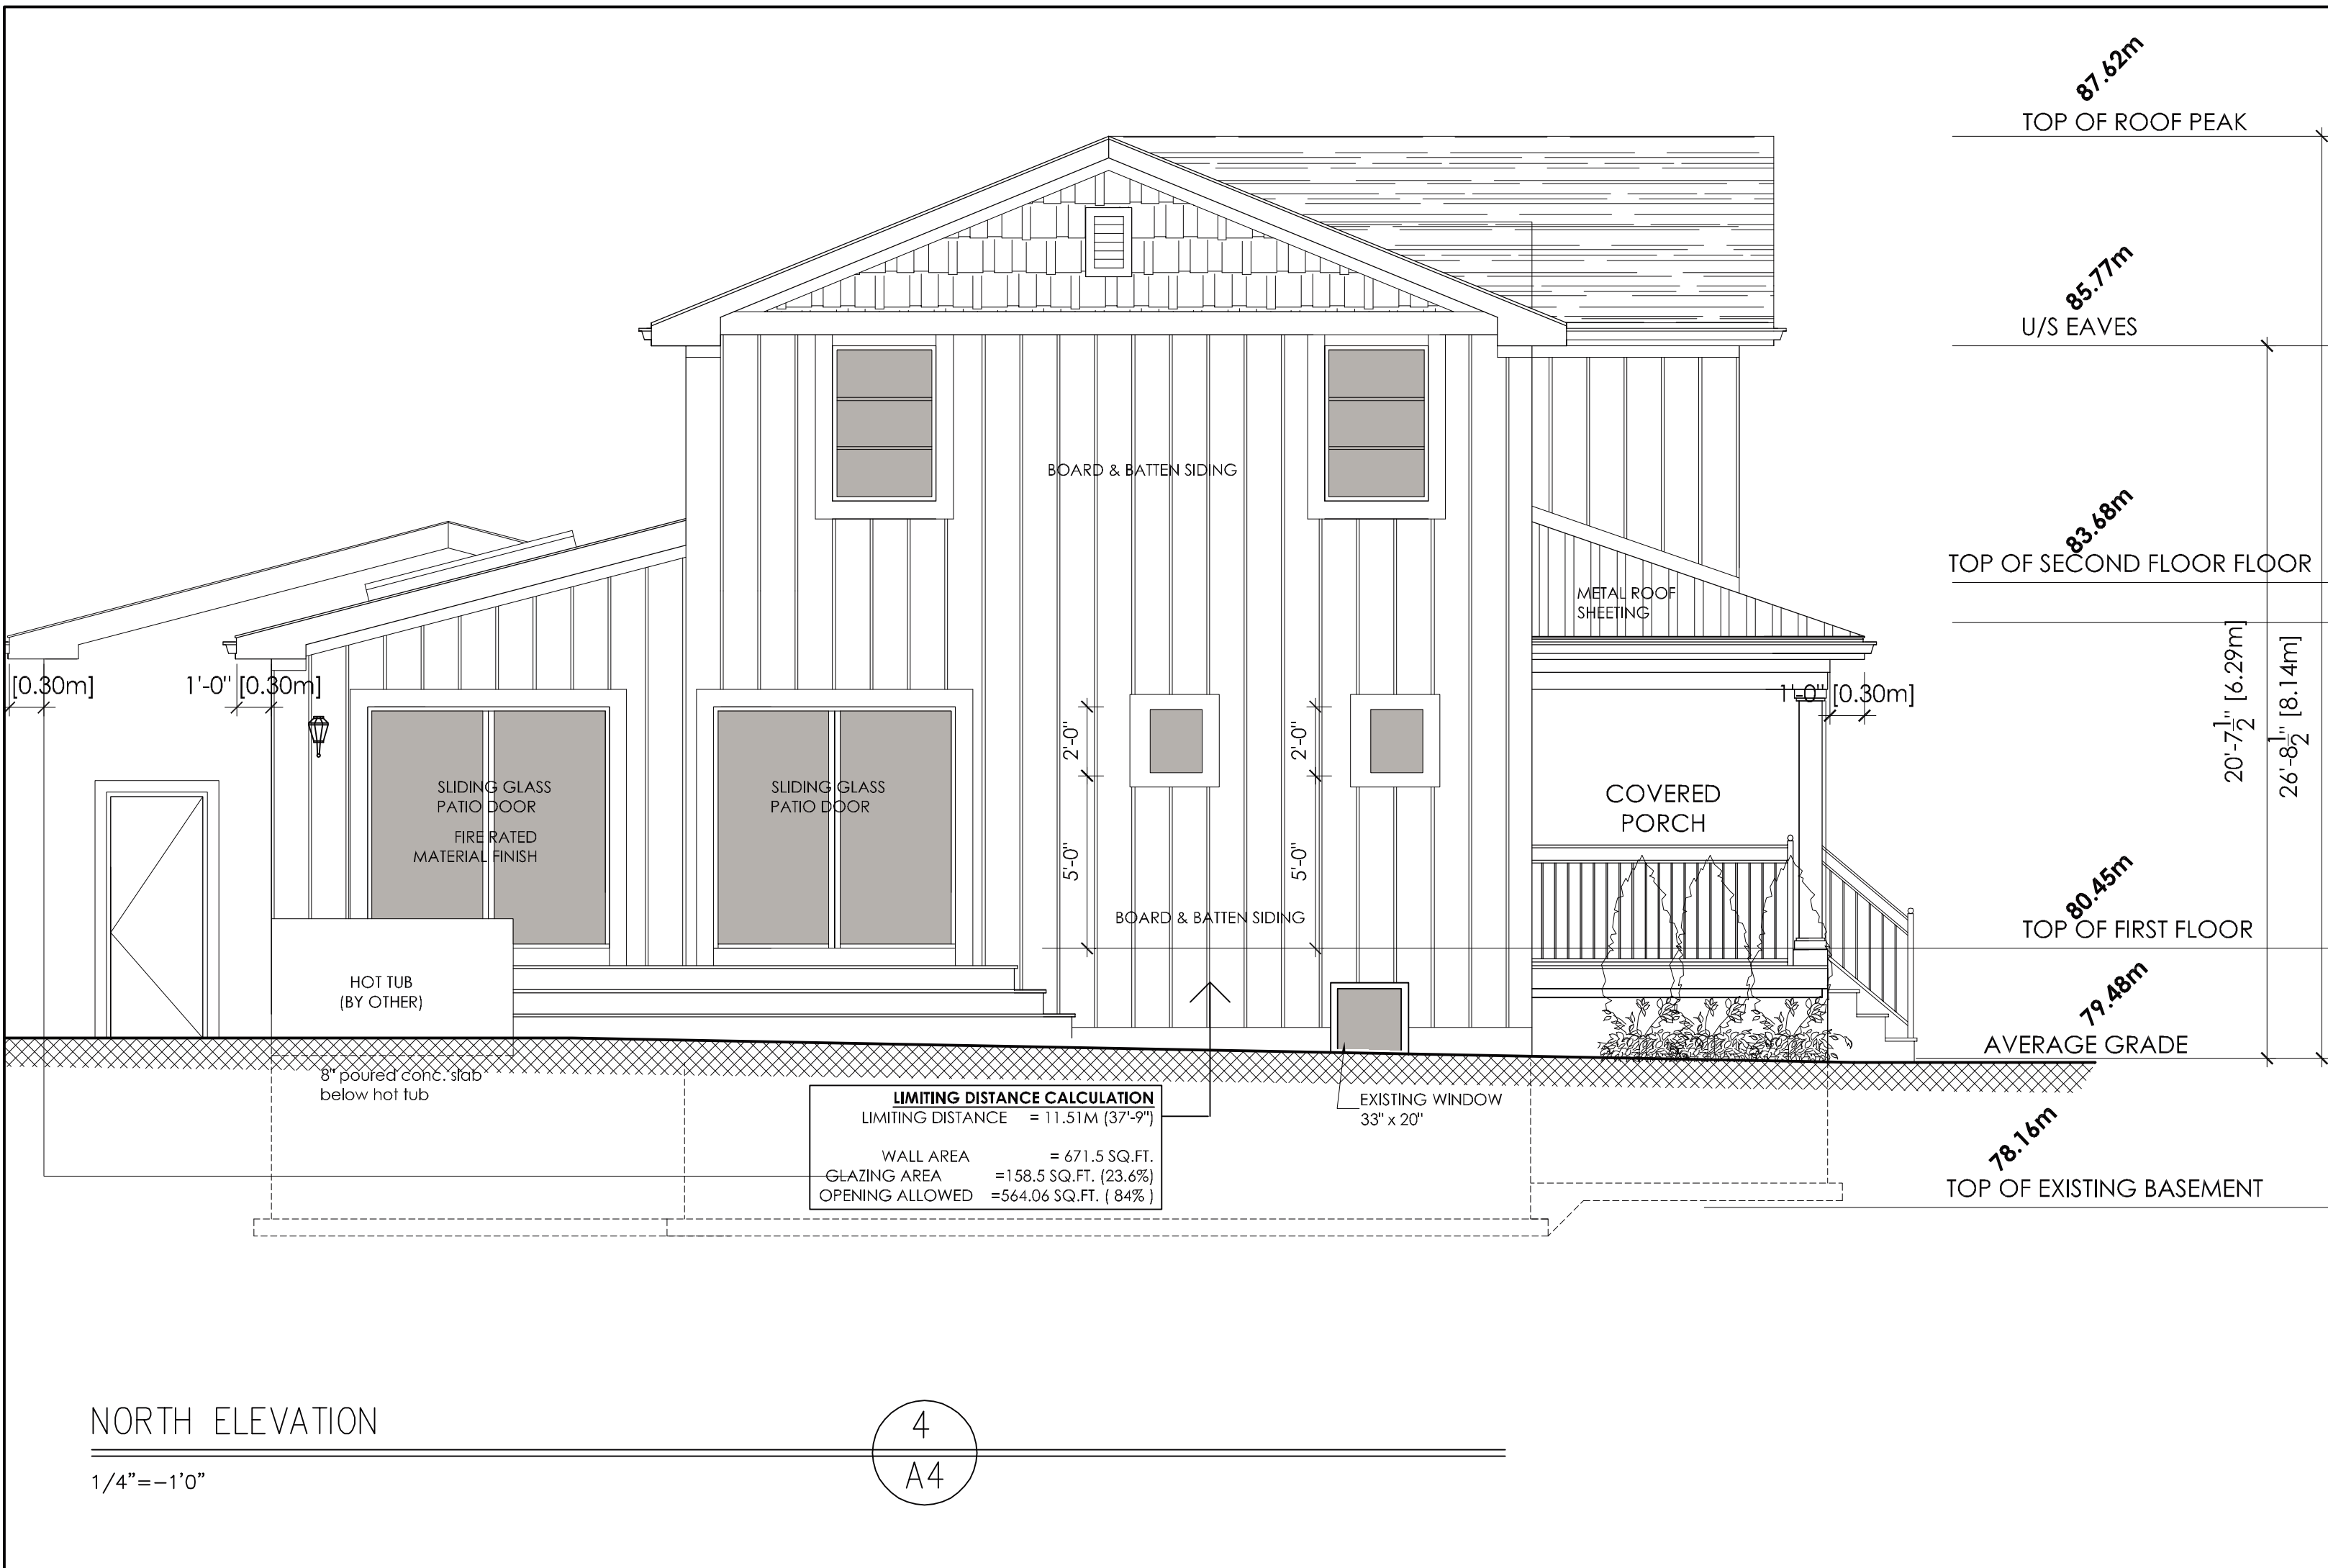 87.62m
TOP OF ROOF PEAK
85.77m
U/S EAVES
BOARD & BATTEN SIDING
83.68m
TOP OF SECOND FLOOR FLOOR
METAL ROOF
SHEETING
[0.30m]
1'-0" [0.30m]
1'-0" [0.30m]
20'-7 1/2" [6.29m]
26'-8 1/2" [8.14m]
2'-0"
2'-0"
SLIDING GLASS
PATIO DOOR
FIRE RATED
MATERIAL FINISH
SLIDING GLASS
PATIO DOOR
COVERED
PORCH
5'-0"
5'-0"
BOARD & BATTEN SIDING
80.45m
TOP OF FIRST FLOOR
HOT TUB
(BY OTHER)
79.48m
AVERAGE GRADE
8" poured conc. slab
below hot tub
LIMITING DISTANCE CALCULATION
LIMITING DISTANCE = 11.51M (37'-9")
WALL AREA = 671.5 SQ.FT.
GLAZING AREA =158.5 SQ.FT. (23.6%)
OPENING ALLOWED =564.06 SQ.FT. ( 84% )
EXISTING WINDOW
33" x 20"
78.16m
TOP OF EXISTING BASEMENT
NORTH ELEVATION
4
A4
1/4"=-1'0"